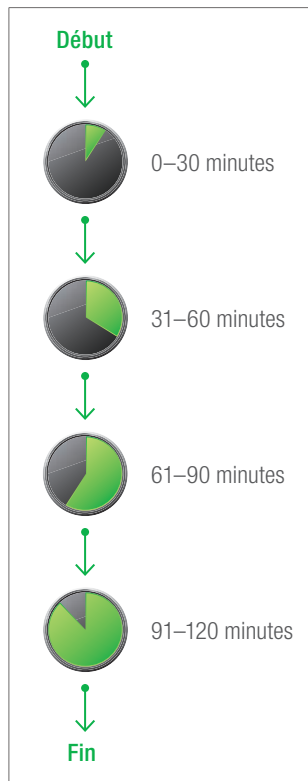 Début
0–30 minutes
31–60 minutes
61–90 minutes
91–120 minutes
Fin